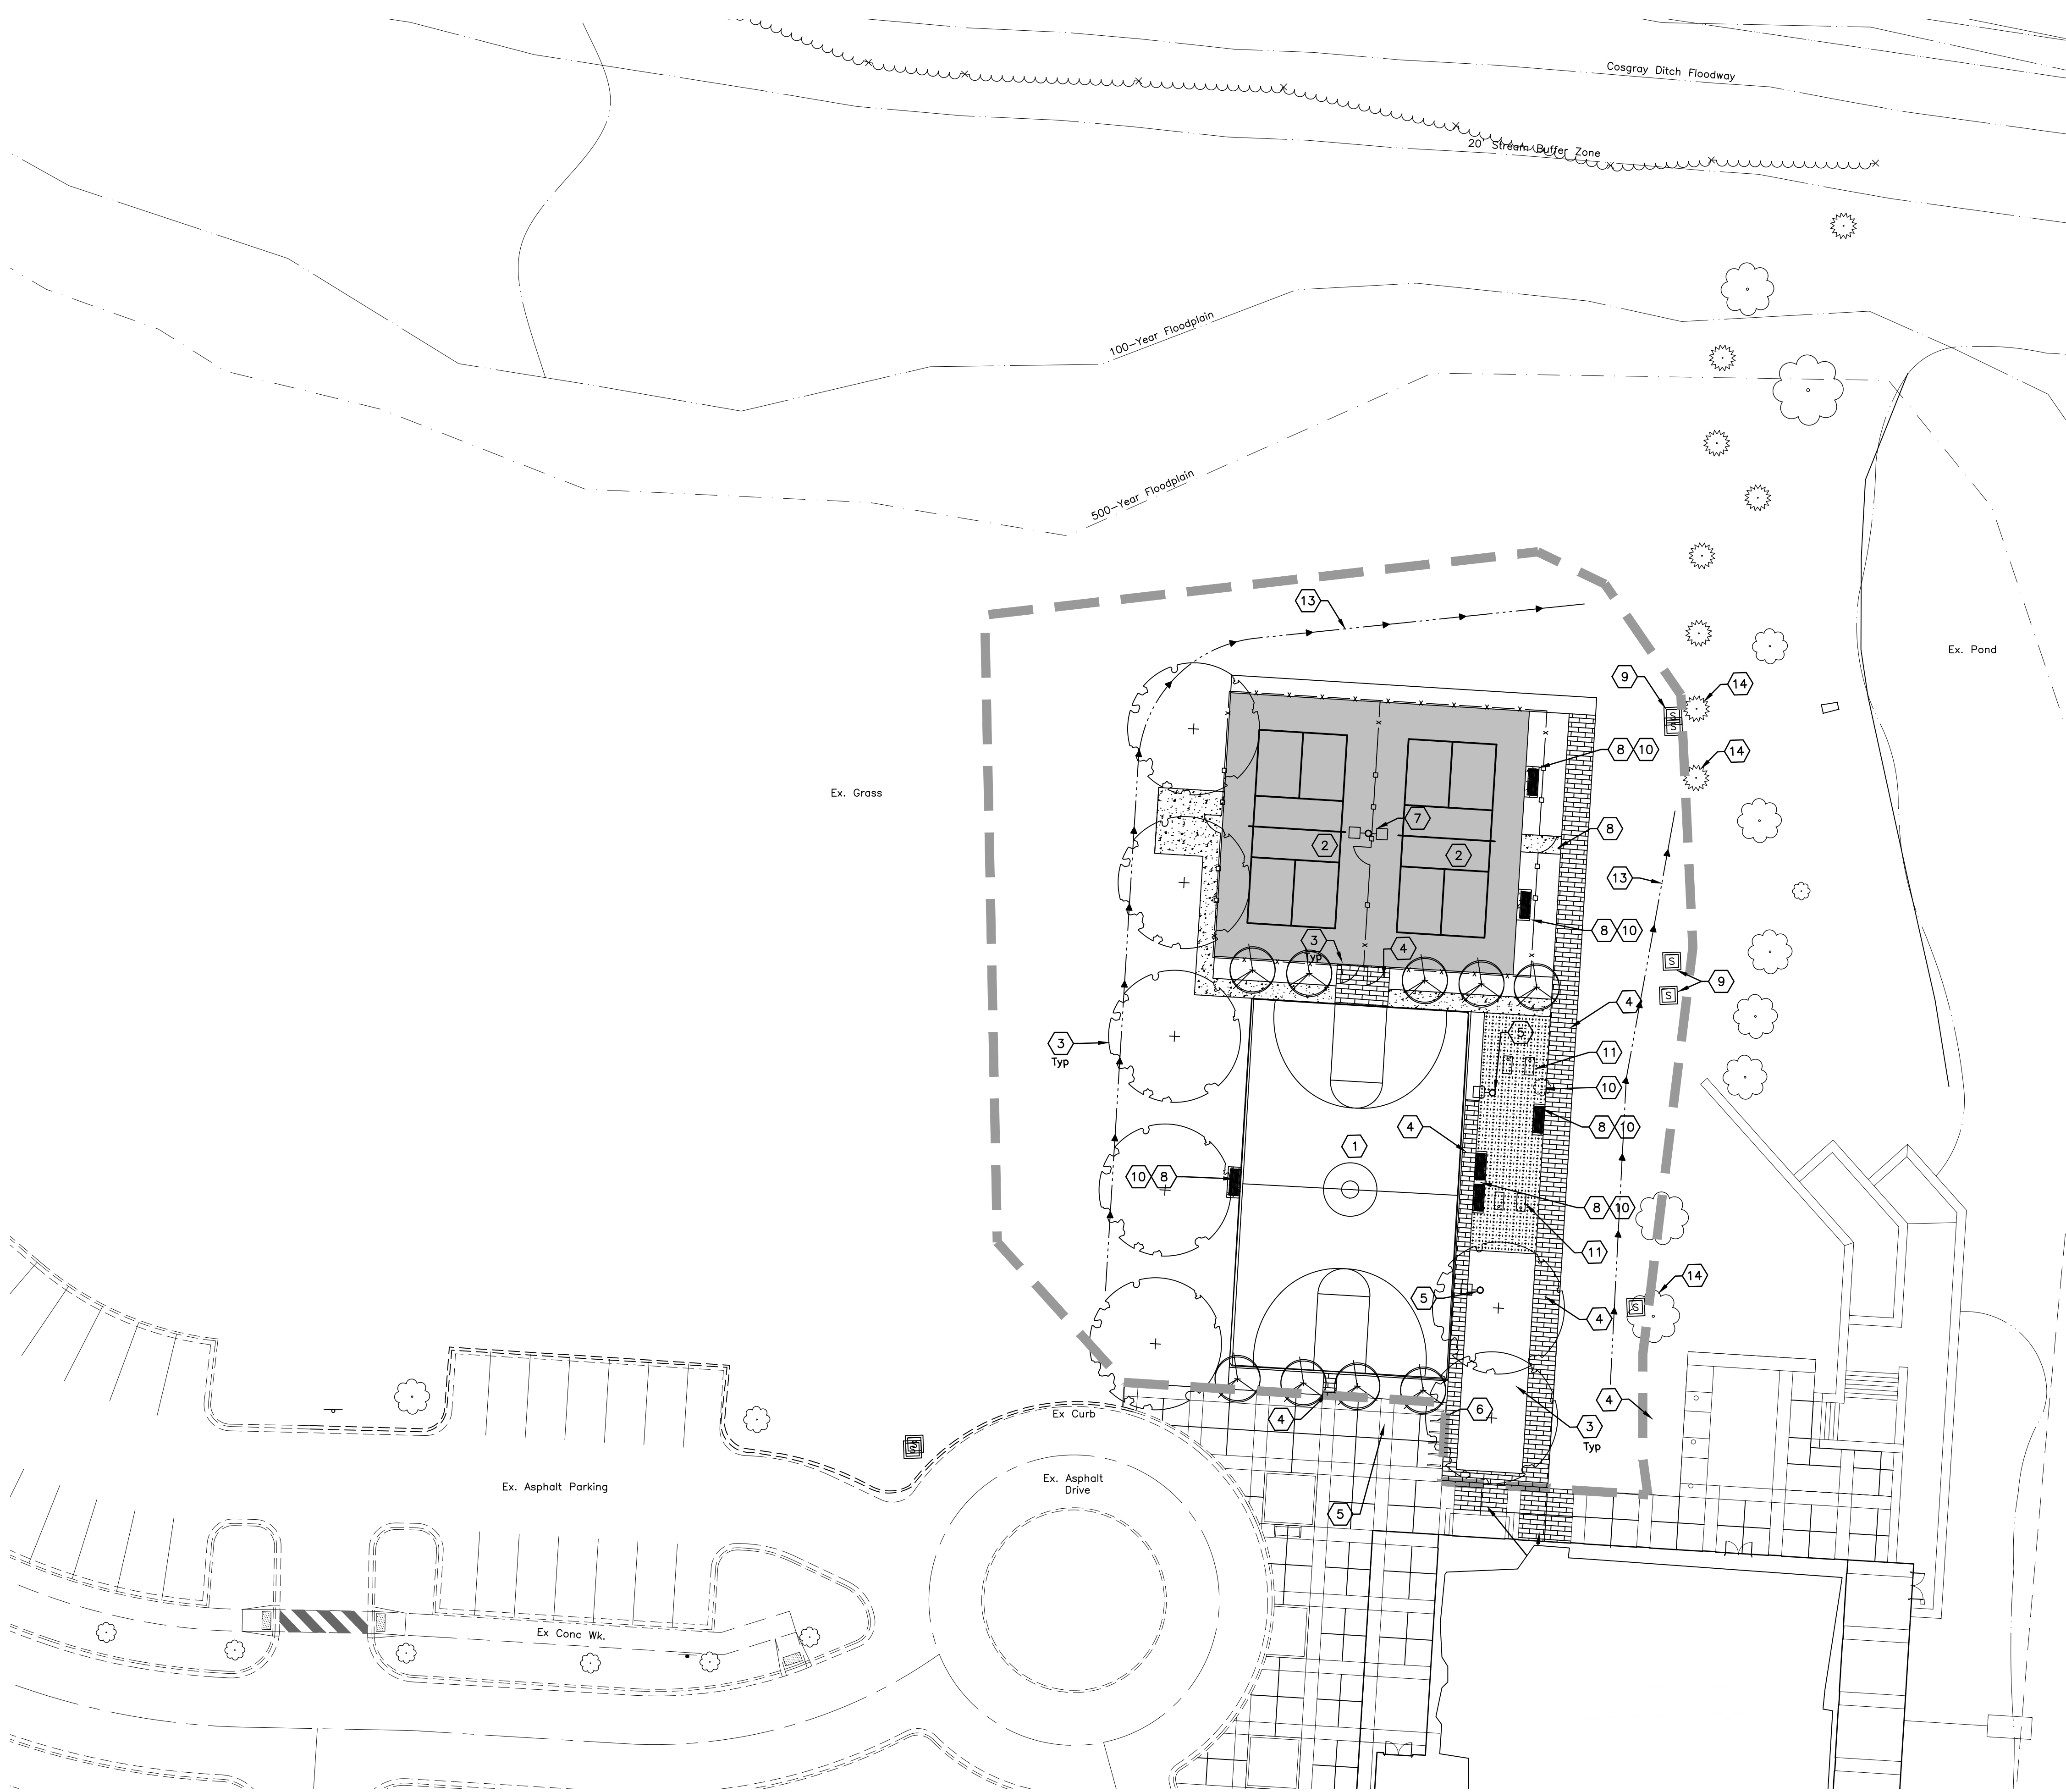 Cosgray Ditch Floodway
20' Stream Buffer Zone
100-Year Floodplain
500-Year Floodplain
13
Ex. Pond
9
14
S
S
14
8 10
Ex. Grass
7
8
2
2
13
8 10
3
Typ
4
S
9
S
4
5
3
Typ
11
10
4
8 10
1
10 8
8 10
11
14
5
S
4
4
6
Ex Curb
4
3
Typ
Ex. Asphalt
Drive
Ex. Asphalt Parking
5
Ex Conc Wk.